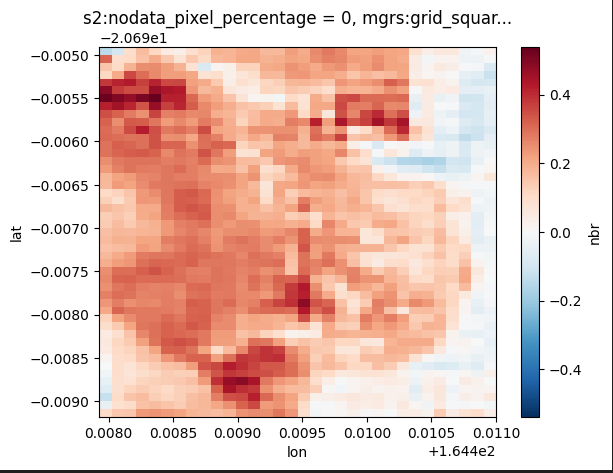 s2:nodata_pixel_percentage = 0, mgrs:grid_squar...
−2.069e1
−0.0050
−0.0055
−0.0060
−0.0065
−0.0070
−0.0075
−0.0080
−0.0085
−0.0090
lat
0.0080 0.0085 0.0090 0.0095 0.0100 0.0105 0.0110
lon
+1.644e2
0.4
0.2
0.0
−0.2
−0.4
nbr